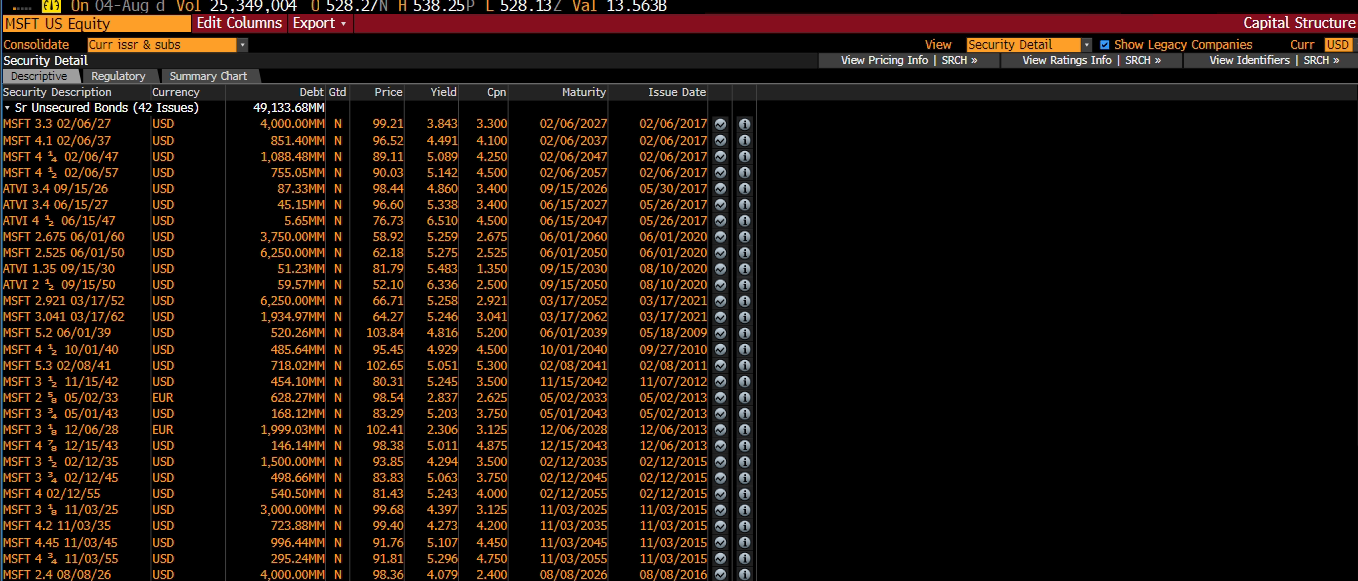 Un 04-Aug d Vol 25,349,004 O 528.27N H 538.25P L 528.13Z Val 13.563B
MSFT US Equity Edit Columns Export Capital Structure
Consolidate Curr issr & subs View Security Detail Show Legacy Companies Curr USD
Security Detail View Pricing Info | SRCH » View Ratings Info | SRCH » View Identifiers | SRCH »
Descriptive Regulatory Summary Chart
Security Description Currency Debt Gtd Price Yield Cpn Maturity Issue Date
Sr Unsecured Bonds (42 Issues) 49,133.68MM
MSFT 3.3 02/06/27 USD 4,000.00MM N 99.21 3.843 3.300 02/06/2027 02/06/2017
MSFT 4.1 02/06/37 USD 851.40MM N 96.52 4.491 4.100 02/06/2037 02/06/2017
MSFT 4 ¼ 02/06/47 USD 1,088.48MM N 89.11 5.089 4.250 02/06/2047 02/06/2017
MSFT 4 ½ 02/06/57 USD 755.05MM N 90.03 5.142 4.500 02/06/2057 02/06/2017
ATVI 3.4 09/15/26 USD 87.33MM N 98.44 4.860 3.400 09/15/2026 05/30/2017
ATVI 3.4 06/15/27 USD 45.15MM N 96.60 5.338 3.400 06/15/2027 05/26/2017
ATVI 4 ½ 06/15/47 USD 5.65MM N 76.73 6.510 4.500 06/15/2047 05/26/2017
MSFT 2.675 06/01/60 USD 3,750.00MM N 58.92 5.259 2.675 06/01/2060 06/01/2020
MSFT 2.525 06/01/50 USD 6,250.00MM N 62.18 5.275 2.525 06/01/2050 06/01/2020
ATVI 1.35 09/15/30 USD 51.23MM N 81.79 5.483 1.350 09/15/2030 08/10/2020
ATVI 2 ½ 09/15/50 USD 59.57MM N 52.10 6.336 2.500 09/15/2050 08/10/2020
MSFT 2.921 03/17/52 USD 6,250.00MM N 66.71 5.258 2.921 03/17/2052 03/17/2021
MSFT 3.041 03/17/62 USD 1,934.97MM N 64.27 5.246 3.041 03/17/2062 03/17/2021
MSFT 5.2 06/01/39 USD 520.26MM N 103.84 4.816 5.200 06/01/2039 05/18/2009
MSFT 4 ½ 10/01/40 USD 485.64MM N 95.45 4.929 4.500 10/01/2040 09/27/2010
MSFT 5.3 02/08/41 USD 718.02MM N 102.65 5.051 5.300 02/08/2041 02/08/2011
MSFT 3 ½ 11/15/42 USD 454.10MM N 80.31 5.245 3.500 11/15/2042 11/07/2012
MSFT 2 ⅝ 05/02/33 EUR 628.27MM N 98.54 2.837 2.625 05/02/2033 05/02/2013
MSFT 3 ¾ 05/01/43 USD 168.12MM N 83.29 5.203 3.750 05/01/2043 05/02/2013
MSFT 3 ⅛ 12/06/28 EUR 1,999.03MM N 102.41 2.306 3.125 12/06/2028 12/06/2013
MSFT 4 ⅞ 12/15/43 USD 146.14MM N 98.38 5.011 4.875 12/15/2043 12/06/2013
MSFT 3 ½ 02/12/35 USD 1,500.00MM N 93.85 4.294 3.500 02/12/2035 02/12/2015
MSFT 3 ¾ 02/12/45 USD 498.66MM N 83.83 5.063 3.750 02/12/2045 02/12/2015
MSFT 4 02/12/55 USD 540.50MM N 81.43 5.243 4.000 02/12/2055 02/12/2015
MSFT 3 ⅛ 11/03/25 USD 3,000.00MM N 99.68 4.397 3.125 11/03/2025 11/03/2015
MSFT 4.2 11/03/35 USD 723.88MM N 99.40 4.273 4.200 11/03/2035 11/03/2015
MSFT 4.45 11/03/45 USD 996.44MM N 91.76 5.107 4.450 11/03/2045 11/03/2015
MSFT 4 ¾ 11/03/55 USD 295.24MM N 91.81 5.296 4.750 11/03/2055 11/03/2015
MSFT 2.4 08/08/26 USD 4,000.00MM N 98.36 4.079 2.400 08/08/2026 08/08/2016